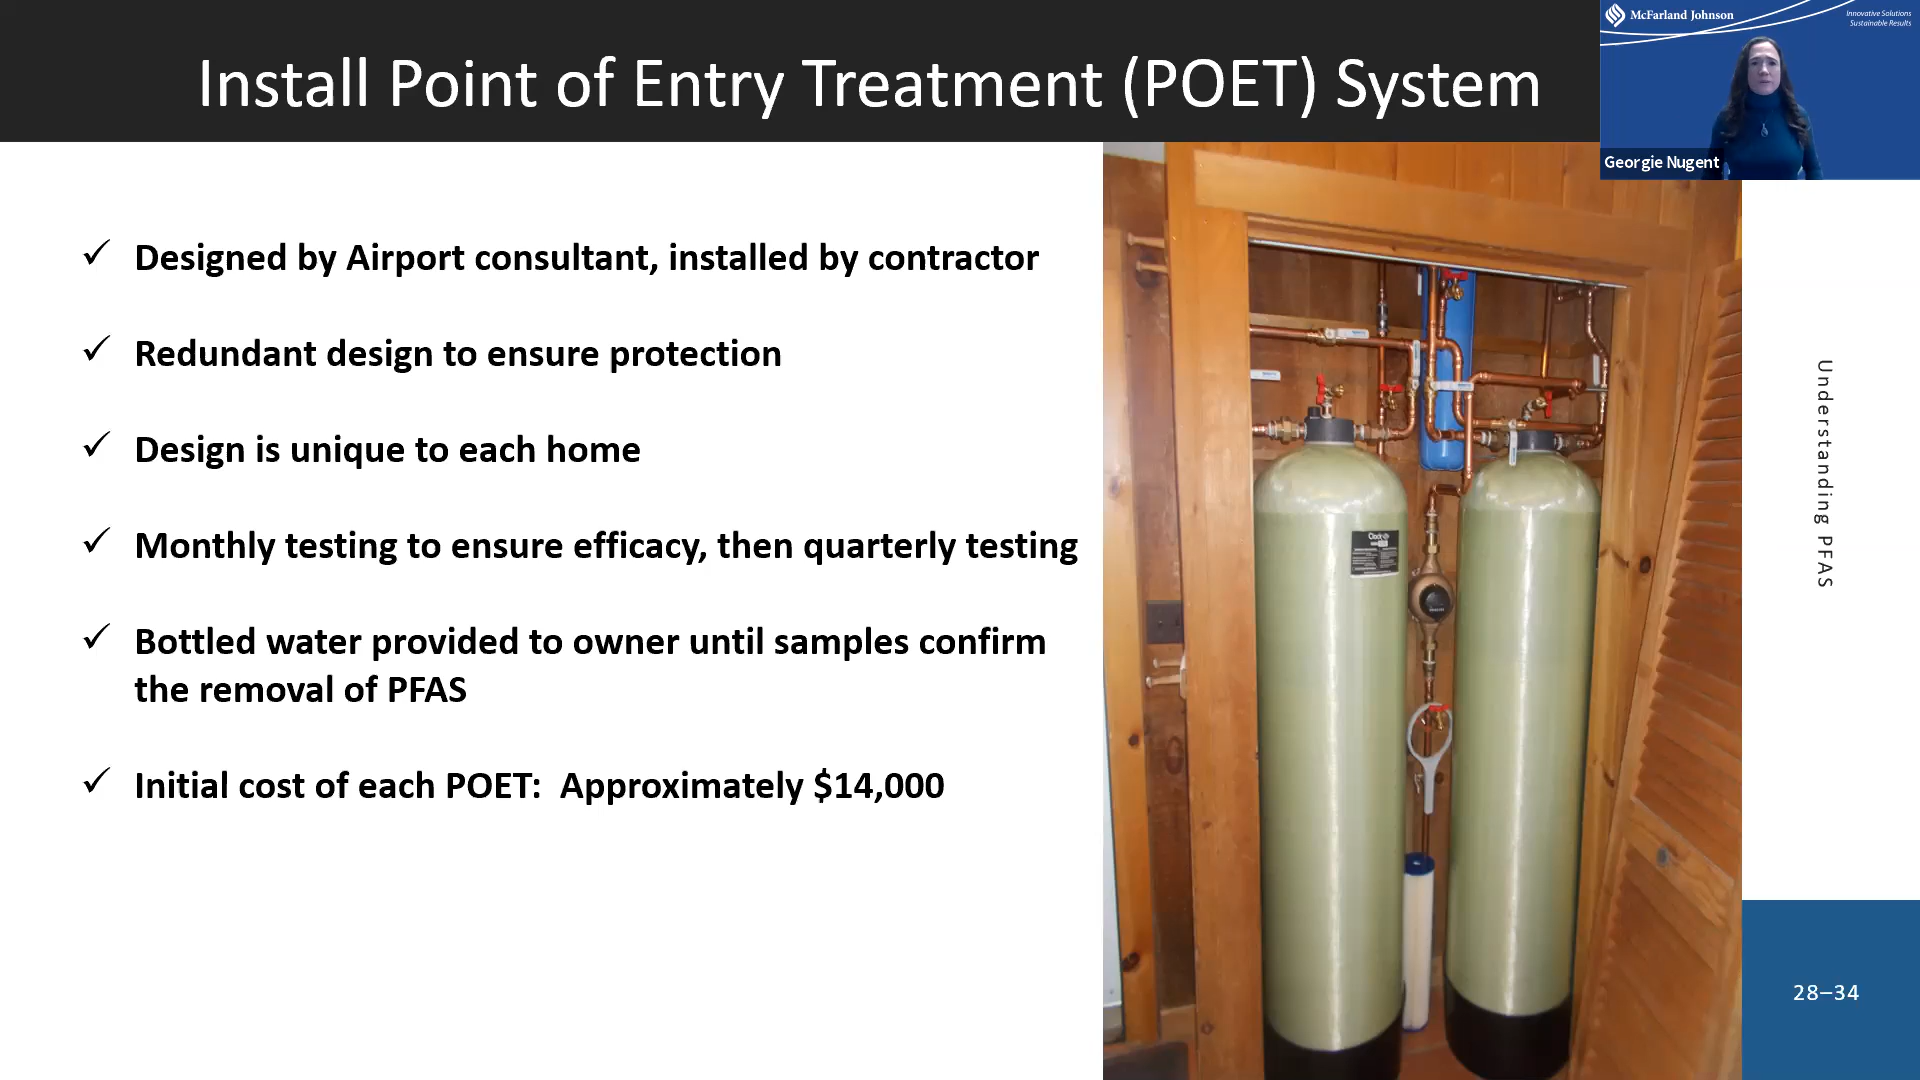 Install Point of Entry Treatment (POET) System
McFarland Johnson
Innovative Solutions
Sustainable Results
Georgie Nugent
✓ Designed by Airport consultant, installed by contractor
✓ Redundant design to ensure protection
✓ Design is unique to each home
✓ Monthly testing to ensure efficacy, then quarterly testing
✓ Bottled water provided to owner until samples confirm
the removal of PFAS
✓ Initial cost of each POET: Approximately $14,000
Understanding PFAS
28–34